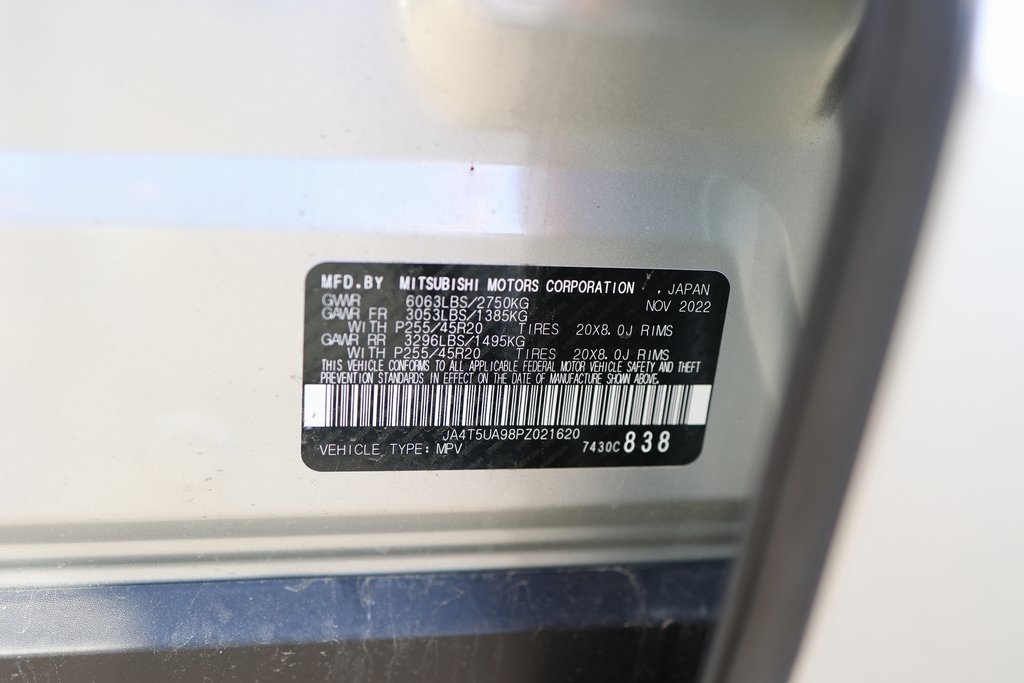 MFD.BY MITSUBISHI MOTORS CORPORATION , JAPAN
GVWR 6063LBS/2750KG NOV 2022
GAWR FR 3053LBS/1385KG
WITH P255/45R20 TIRES 20X8.0J RIMS
GAWR RR 3296LBS/1495KG
WITH P255/45R20 TIRES 20X8.0J RIMS
THIS VEHICLE CONFORMS TO ALL APPLICABLE FEDERAL MOTOR VEHICLE SAFETY AND THEFT
PREVENTION STANDARDS IN EFFECT ON THE DATE OF MANUFACTURE SHOWN ABOVE.
JA4T5UA98PZ021620
VEHICLE TYPE: MPV 7430C 838